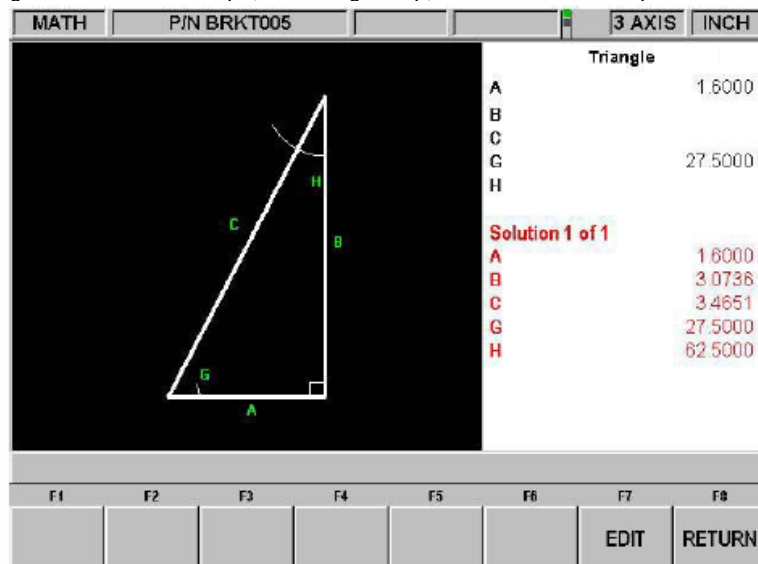 MATH P/N BRKT005 3 AXIS INCH
Triangle
A 1.6000
B
C
G 27.5000
H
Solution 1 of 1
A 1.6000
B 3.0736
C 3.4651
G 27.5000
H 62.5000
H
C
B
G
A
F1 F2 F3 F4 F5 F6 F7 F8
EDIT RETURN